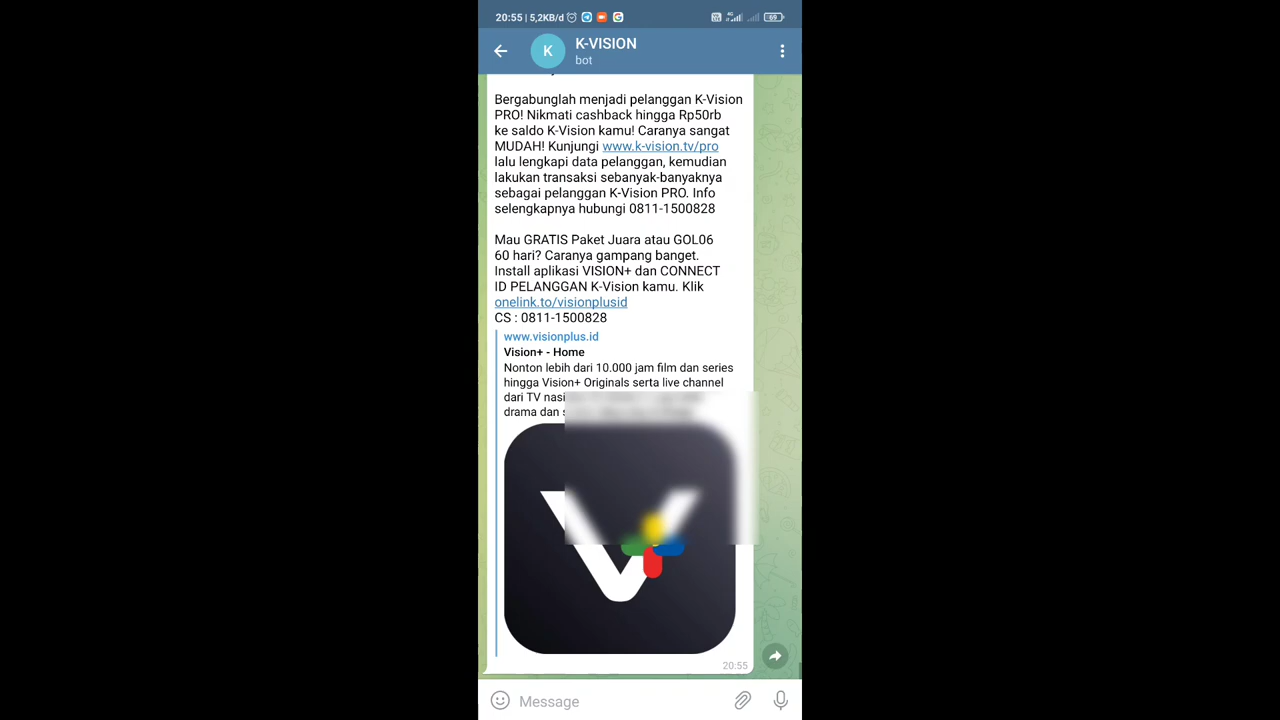 20:55 | 5,2KB/d
4G
69
K
K-VISION
bot
Bergabunglah menjadi pelanggan K-Vision
PRO! Nikmati cashback hingga Rp50rb
ke saldo K-Vision kamu! Caranya sangat
MUDAH! Kunjungi www.k-vision.tv/pro
lalu lengkapi data pelanggan, kemudian
lakukan transaksi sebanyak-banyaknya
sebagai pelanggan K-Vision PRO. Info
selengkapnya hubungi 0811-1500828
Mau GRATIS Paket Juara atau GOL06
60 hari? Caranya gampang banget.
Install aplikasi VISION+ dan CONNECT
ID PELANGGAN K-Vision kamu. Klik
onelink.to/visionplusid
CS : 0811-1500828
www.visionplus.id
Vision+ - Home
Nonton lebih dari 10.000 jam film dan series
hingga Vision+ Originals serta live channel
dari TV
drama dan
20:55
Message